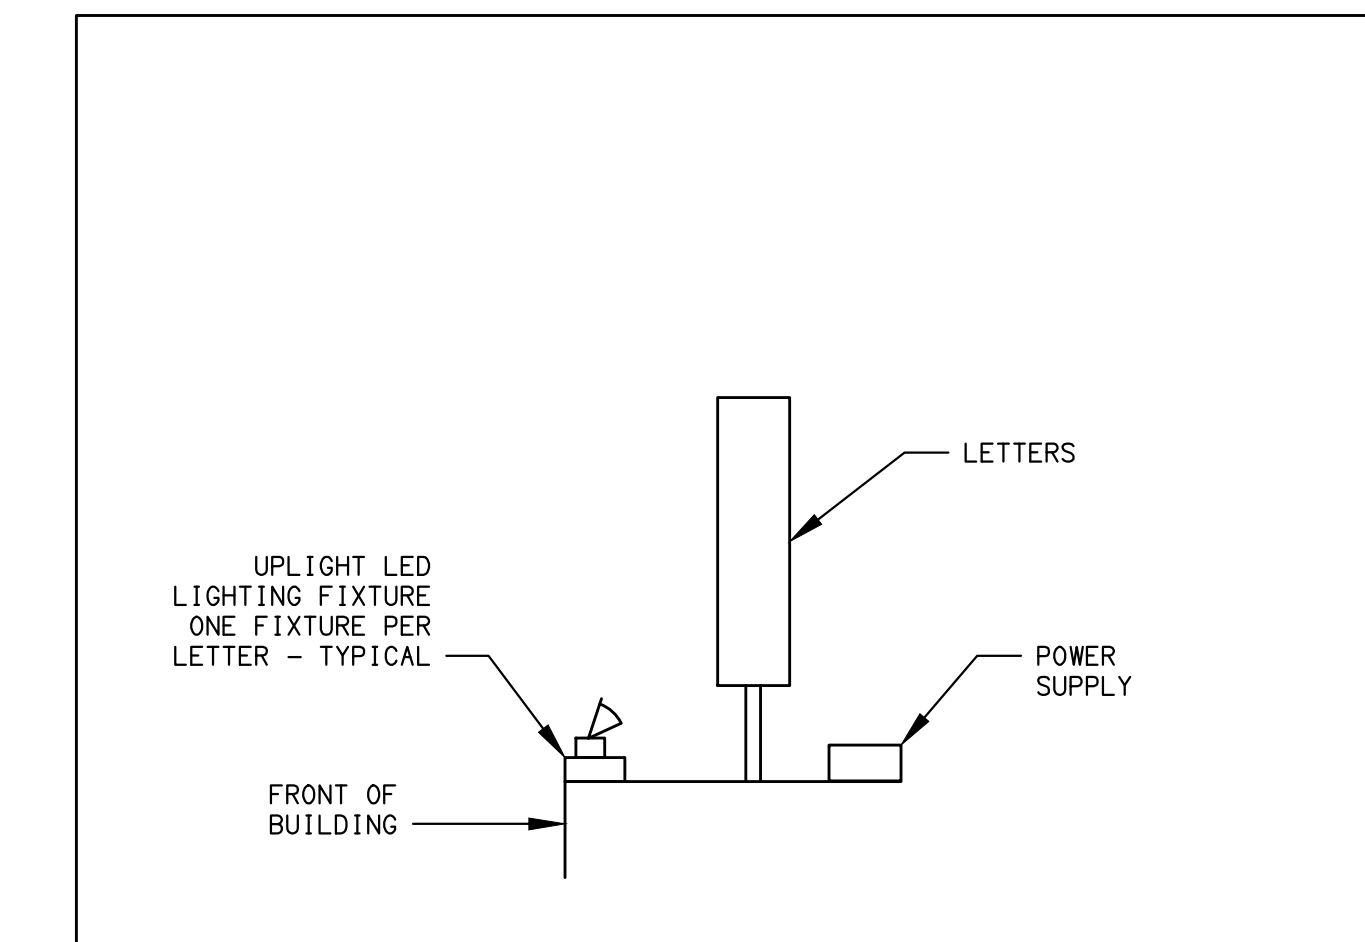 LETTERS
UPLIGHT LED
LIGHTING FIXTURE
ONE FIXTURE PER
LETTER - TYPICAL
POWER
SUPPLY
FRONT OF
BUILDING